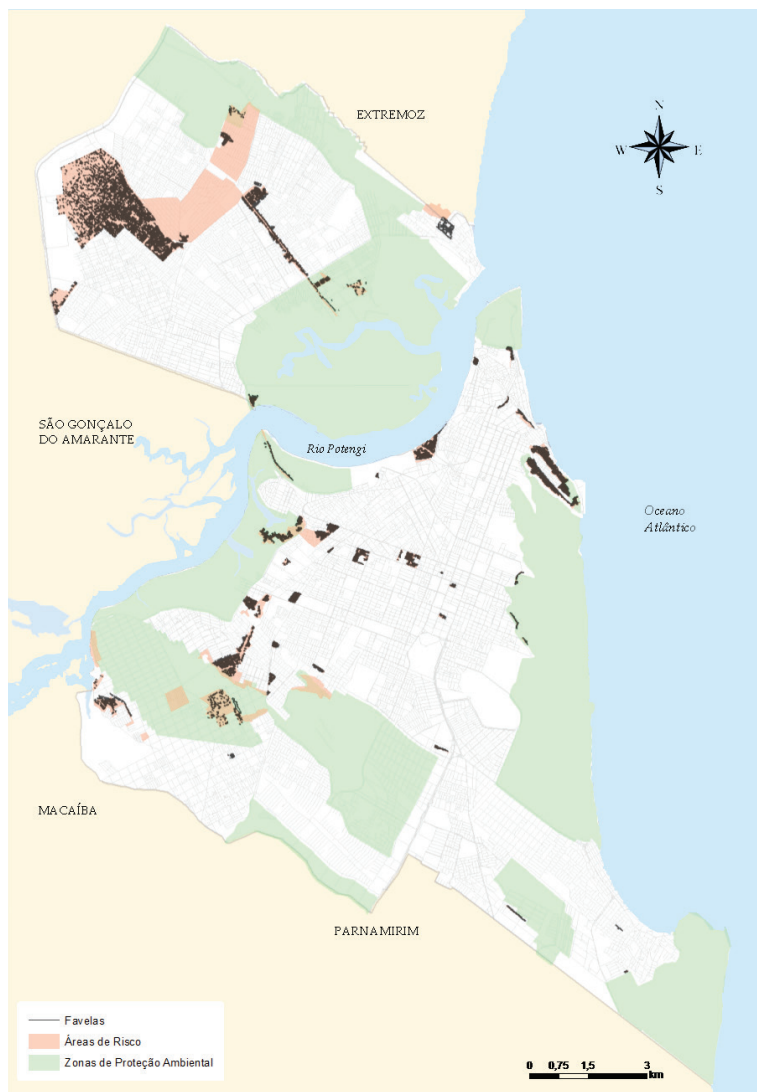 EXTREMOZ
N
W
E
S
SÃO GONÇALO
DO AMARANTE
Rio Potengi
Oceano
Atlântico
MACAÍBA
PARNAMIRIM
Favelas
Áreas de Risco
Zonas de Proteção Ambiental
0 0,75 1,5 3
km